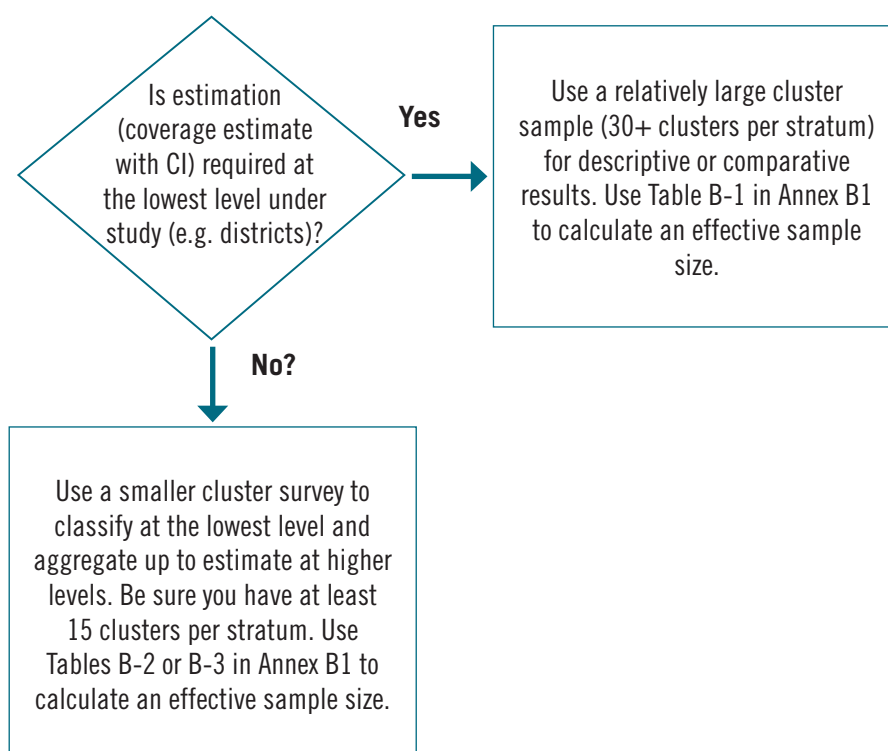 Is estimation
(coverage estimate
with CI) required at
the lowest level under
study (e.g. districts)?
Yes
Use a relatively large cluster
sample (30+ clusters per stratum)
for descriptive or comparative
results. Use Table B-1 in Annex B1
to calculate an effective sample
size.
No?
Use a smaller cluster survey to
classify at the lowest level and
aggregate up to estimate at higher
levels. Be sure you have at least
15 clusters per stratum. Use
Tables B-2 or B-3 in Annex B1 to
calculate an effective sample size.